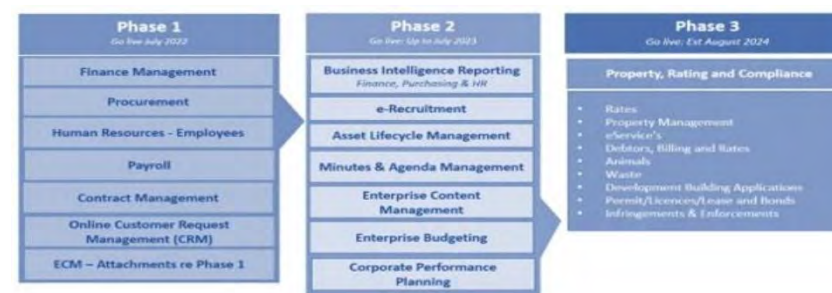 Phase 1
Go live July 2022
Finance Management
Procurement
Human Resources - Employees
Payroll
Contract Management
Online Customer Request
Management (CRM)
ECM – Attachments re Phase 1
Phase 2
Go live: Up to July 2023
Business Intelligence Reporting
Finance, Purchasing & HR
e-Recruitment
Asset Lifecycle Management
Minutes & Agenda Management
Enterprise Content
Management
Enterprise Budgeting
Corporate Performance
Planning
Phase 3
Go live: Est August 2024
Property, Rating and Compliance
• Rates
• Property Management
• eService's
• Debtors, Billing and Rates
• Animals
• Waste
• Development Building Applications
• Permit/Licences/Lease and Bonds
• Infringements & Enforcements